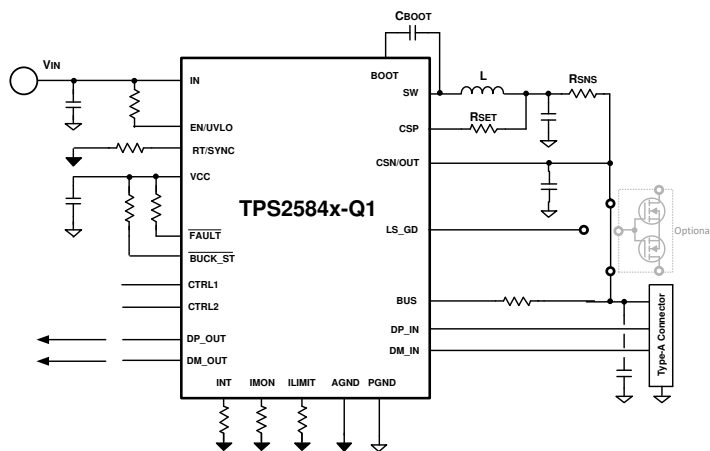 CBOOT
VIN
BOOT
L
IN
SW
RSNS
EN/UVLO
CSP
RSET
RT/SYNC
CSN/OUT
VCC
TPS2584x-Q1
LS_GD
Optiona
FAULT
BUCK_ST
CTRL1
CTRL2
BUS
DP_OUT
DP_IN
DM_OUT
DM_IN
Type-A Connector
INT
IMON
ILIMIT
AGND
PGND